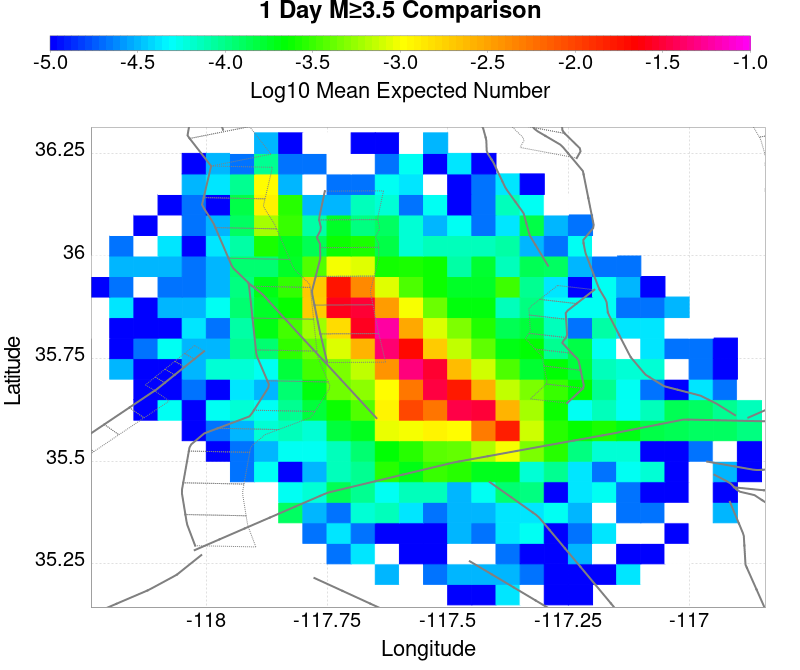 1 Day M≥3.5 Comparison
-5.0 -4.5 -4.0 -3.5 -3.0 -2.5 -2.0 -1.5 -1.0
Log10 Mean Expected Number
36.25
36
35.75
35.5
35.25
Latitude
-118 -117.75 -117.5 -117.25 -117
Longitude